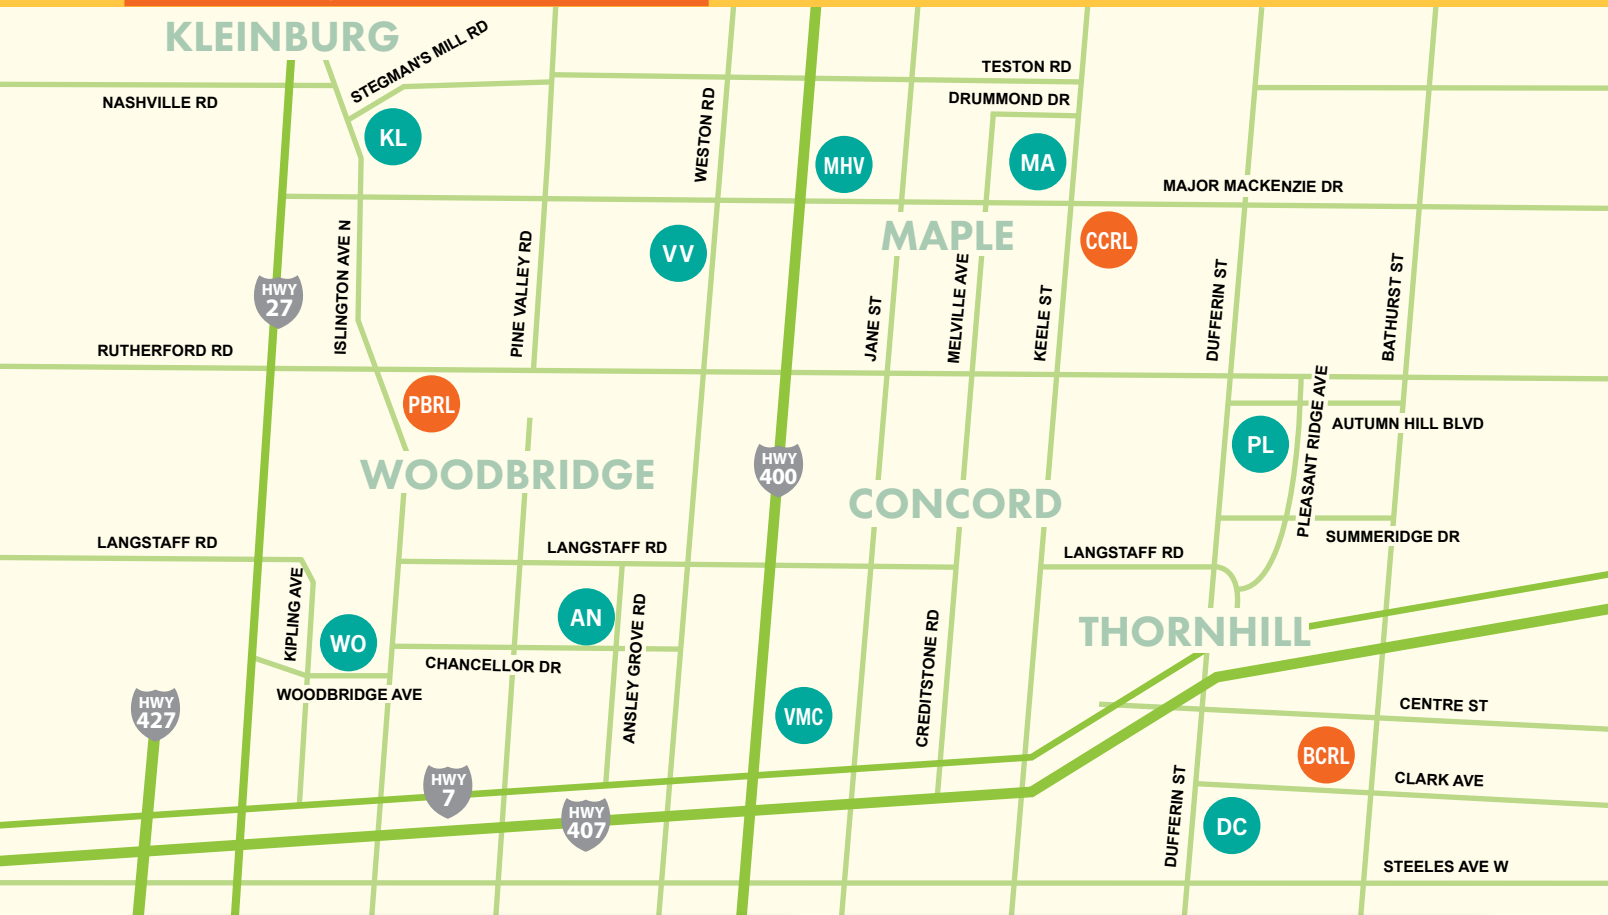 KLEINBURG
STEGMAN'S MILL RD
TESTON RD
NASHVILLE RD
DRUMMOND DR
WESTON RD
KL
MHV
MA
MAJOR MACKENZIE DR
MAPLE
CCRL
VV
ISLINGTON AVE N
PINE VALLEY RD
HWY
27
JANE ST
MELVILLE AVE
KEELE ST
DUFFERIN ST
BATHURST ST
RUTHERFORD RD
PBRL
PLEASANT RIDGE AVE
AUTUMN HILL BLVD
PL
WOODBRIDGE
HWY
400
CONCORD
LANGSTAFF RD
LANGSTAFF RD
LANGSTAFF RD
SUMMERIDGE DR
KIPLING AVE
WO
AN
ANSLEY GROVE RD
CREDITSTONE RD
THORNHILL
CHANCELLOR DR
WOODBRIDGE AVE
HWY
427
VMC
CENTRE ST
BCRL
HWY
7
CLARK AVE
HWY
407
DUFFERIN ST
DC
STEELES AVE W